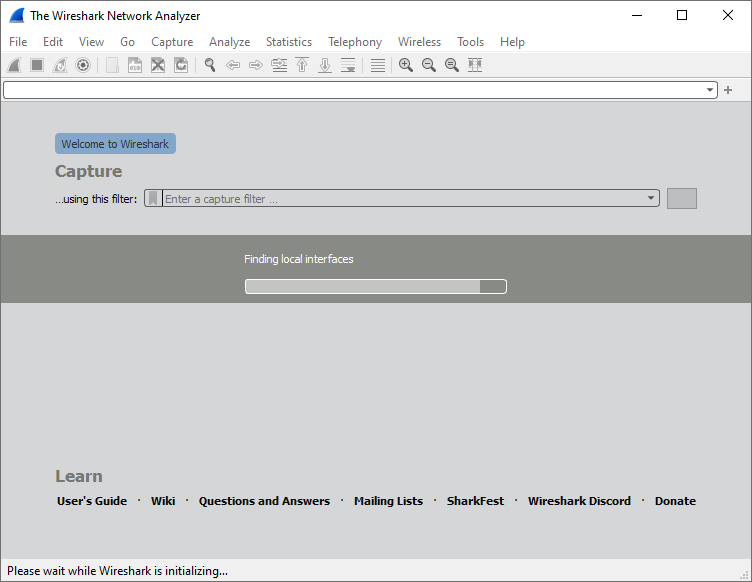 The Wireshark Network Analyzer
File Edit View Go Capture Analyze Statistics Telephony Wireless Tools Help
Welcome to Wireshark
Capture
...using this filter: Enter a capture filter ...
Finding local interfaces
Learn
User's Guide · Wiki · Questions and Answers · Mailing Lists · SharkFest · Wireshark Discord · Donate
Please wait while Wireshark is initializing...